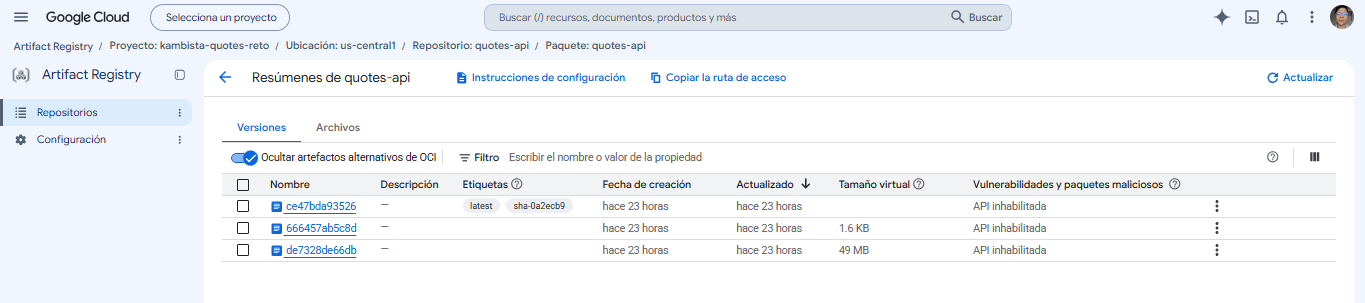 Google Cloud Selecciona un proyecto Buscar (/) recursos, documentos, productos y más Buscar
Artifact Registry / Proyecto: kambista-quotes-reto / Ubicación: us-central1 / Repositorio: quotes-api / Paquete: quotes-api
Artifact Registry
Repositorios
Configuración
Resúmenes de quotes-api Instrucciones de configuración Copiar la ruta de acceso Actualizar
Versiones Archivos
Ocultar artefactos alternativos de OCI Filtro Escribir el nombre o valor de la propiedad
Nombre Descripción Etiquetas Fecha de creación Actualizado Tamaño virtual Vulnerabilidades y paquetes maliciosos
ce47bda93526 — latest sha-0a2ecb9 hace 23 horas hace 23 horas API inhabilitada
666457ab5c8d — hace 23 horas hace 23 horas 1.6 KB API inhabilitada
de7328de66db — hace 23 horas hace 23 horas 49 MB API inhabilitada